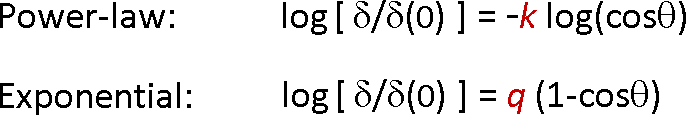 Power-law: log [ δ/δ(0) ] = -k log(cosθ)
Exponential: log [ δ/δ(0) ] = q (1-cosθ)